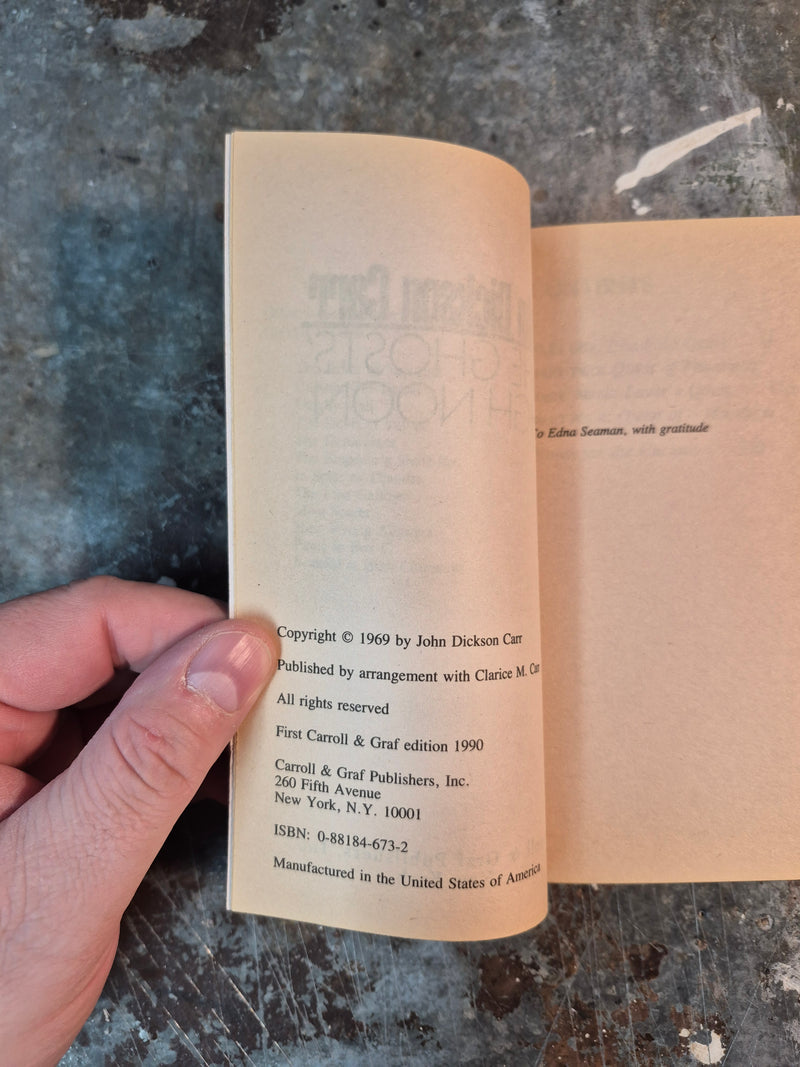 Copyright © 1969 by John Dickson Carr
Published by arrangement with Clarice M. Carr
All rights reserved
First Carroll & Graf edition 1990
Carroll & Graf Publishers, Inc.
260 Fifth Avenue
New York, N.Y. 10001
ISBN: 0-88184-673-2
Manufactured in the United States of America
To Edna Seaman, with gratitude